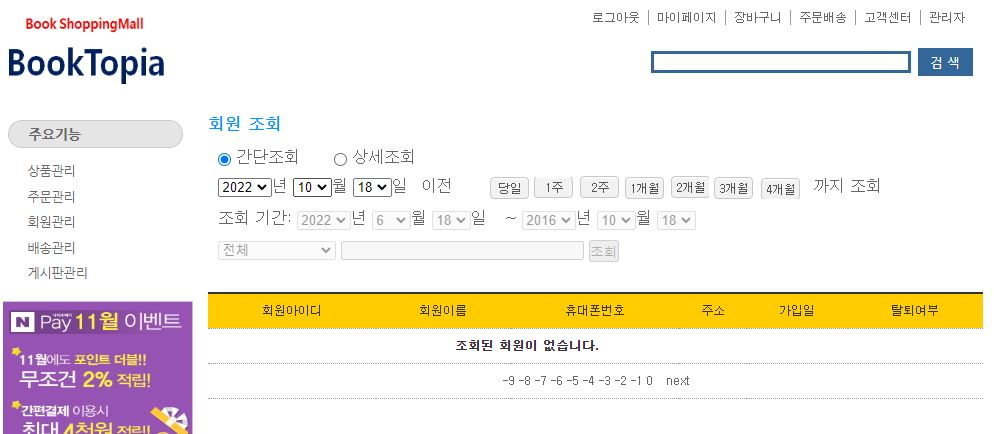 Book ShoppingMall
BookTopia
로그아웃 | 마이페이지 | 장바구니 | 주문배송 | 고객센터 | 관리자
검 색
주요기능
상품관리
주문관리
회원관리
배송관리
게시판관리
N Pay 11월 이벤트
11월에도 포인트 더블!!
무조건 2% 적립!
간편결제 이용시
최대 4천원 적립!
회원 조회
간단조회 상세조회
2022 년 10 월 18 일 이전 당일 1주 2주 1개월 2개월 3개월 4개월 까지 조회
조회 기간: 2022 년 6 월 18 일 ~ 2016 년 10 월 18
전체 조회
회원아이디 회원이름 휴대폰번호 주소 가입일 탈퇴여부
조회된 회원이 없습니다.
-9 -8 -7 -6 -5 -4 -3 -2 -1 0 next